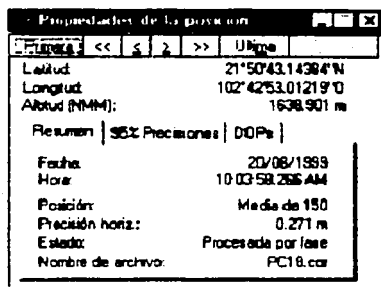 Propiedades de la posición
Primera << < > >> Última
Latitud: 21°50'43.14384"N
Longitud: 102°42'53.01219"O
Altitud (NMM): 1638.901 m
Resumen 95% Precisiones DOPs
Fecha: 20/08/1999
Hora: 10:03:59.266 AM
Posición: Media de 150
Precisión horiz.: 0.271 m
Estado: Procesada por fase
Nombre de archivo: PC18.cor